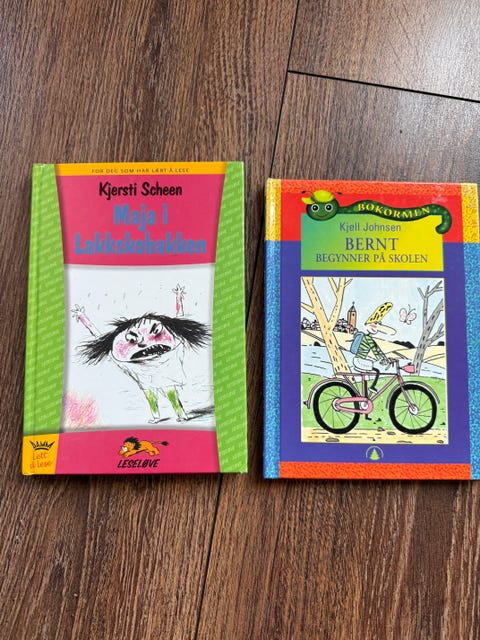 FOR DEG SOM HAR LÆRT Å LESE
Kjersti Scheen
Maja i
Lakkskobakken
Lett
å lese
LESELØVE
BOKORMEN
Kjell Johnsen
BERNT
BEGYNNER PÅ SKOLEN